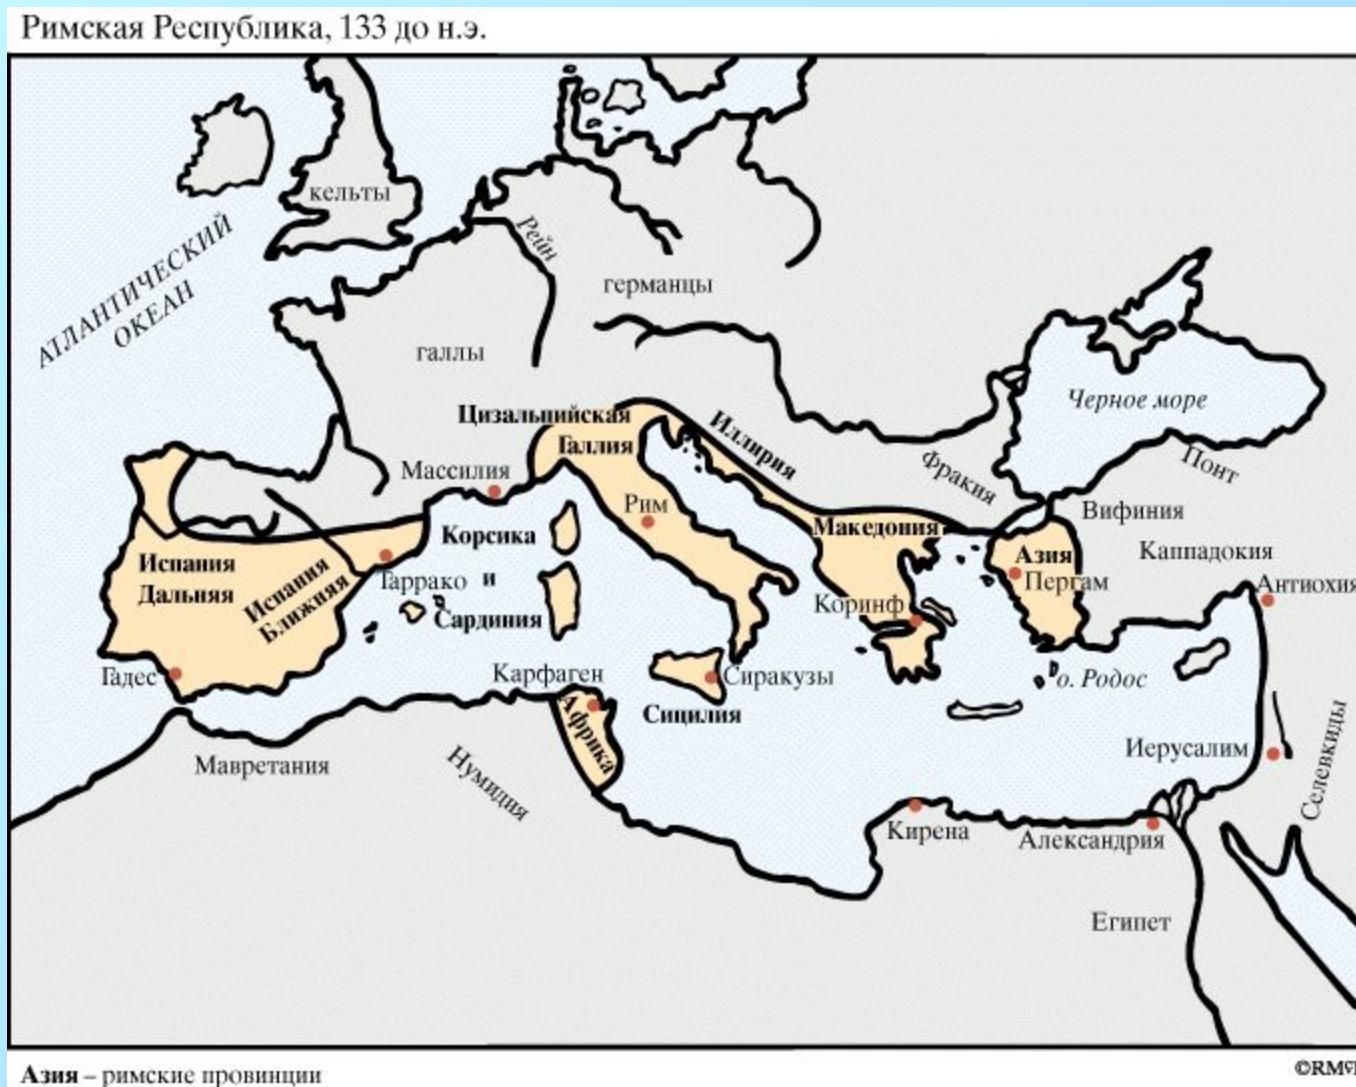 Римская Республика, 133 до н.э.
кельты
АТЛАНТИЧЕСКИЙ
ОКЕАН
Рейн
германцы
галлы
Черное море
Цизальпийская
Галлия
Иллирия
Фракия
Понт
Массилия
Рим
Вифиния
Корсика
и
Сардиния
Македония
Азия
Пергам
Каппадокия
Антиохия
Испания
Дальняя
Испания
Ближняя
Таррако
Коринф
Гадес
Карфаген
Сиракузы
Сицилия
о. Родос
Африка
Мавретания
Нумидия
Иерусалим
Селевкиды
Кирена
Александрия
Египет
Азия – римские провинции